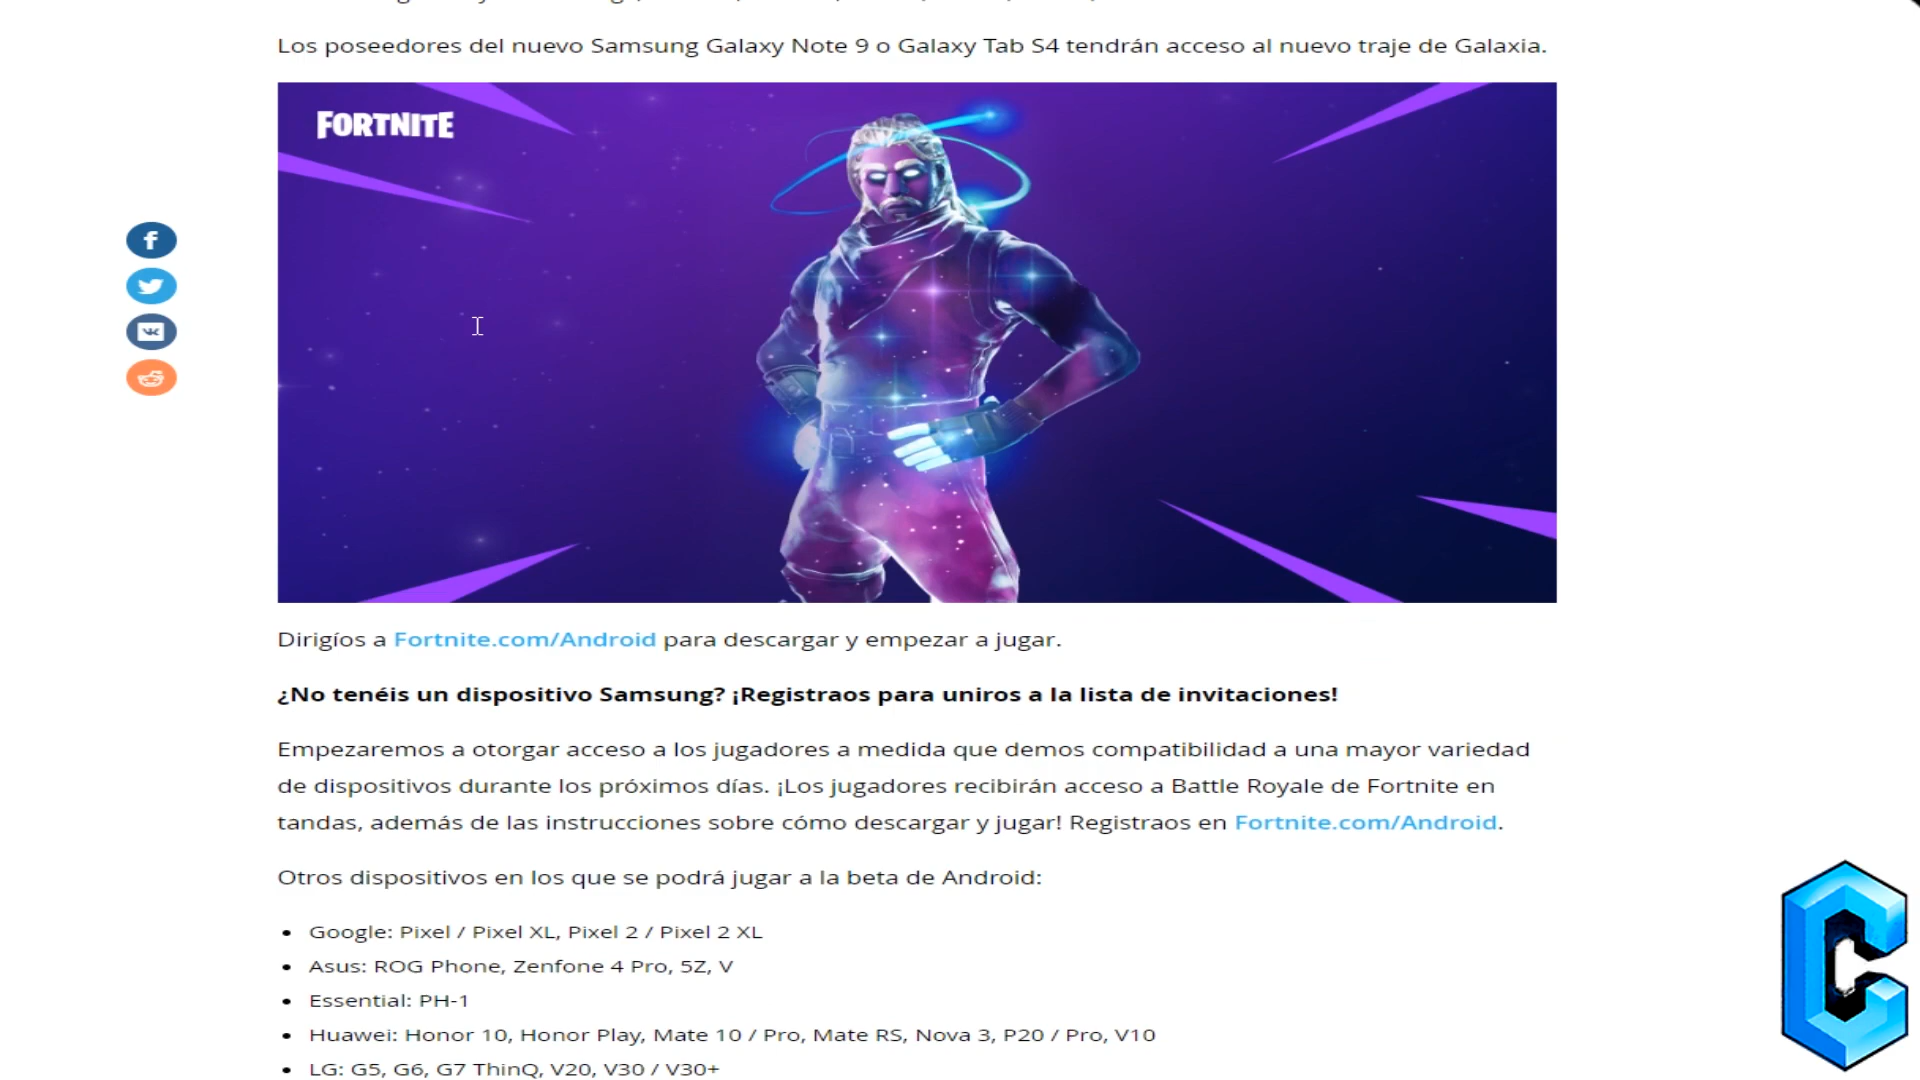 Los poseedores del nuevo Samsung Galaxy Note 9 o Galaxy Tab S4 tendrán acceso al nuevo traje de Galaxia.
FORTNITE
Dirigíos a Fortnite.com/Android para descargar y empezar a jugar.
¿No tenéis un dispositivo Samsung? ¡Registraos para uniros a la lista de invitaciones!
Empezaremos a otorgar acceso a los jugadores a medida que demos compatibilidad a una mayor variedad
de dispositivos durante los próximos días. ¡Los jugadores recibirán acceso a Battle Royale de Fortnite en
tandas, además de las instrucciones sobre cómo descargar y jugar! Registraos en Fortnite.com/Android.
Otros dispositivos en los que se podrá jugar a la beta de Android:
• Google: Pixel / Pixel XL, Pixel 2 / Pixel 2 XL
• Asus: ROG Phone, Zenfone 4 Pro, 5Z, V
• Essential: PH-1
• Huawei: Honor 10, Honor Play, Mate 10 / Pro, Mate RS, Nova 3, P20 / Pro, V10
• LG: G5, G6, G7 ThinQ, V20, V30 / V30+